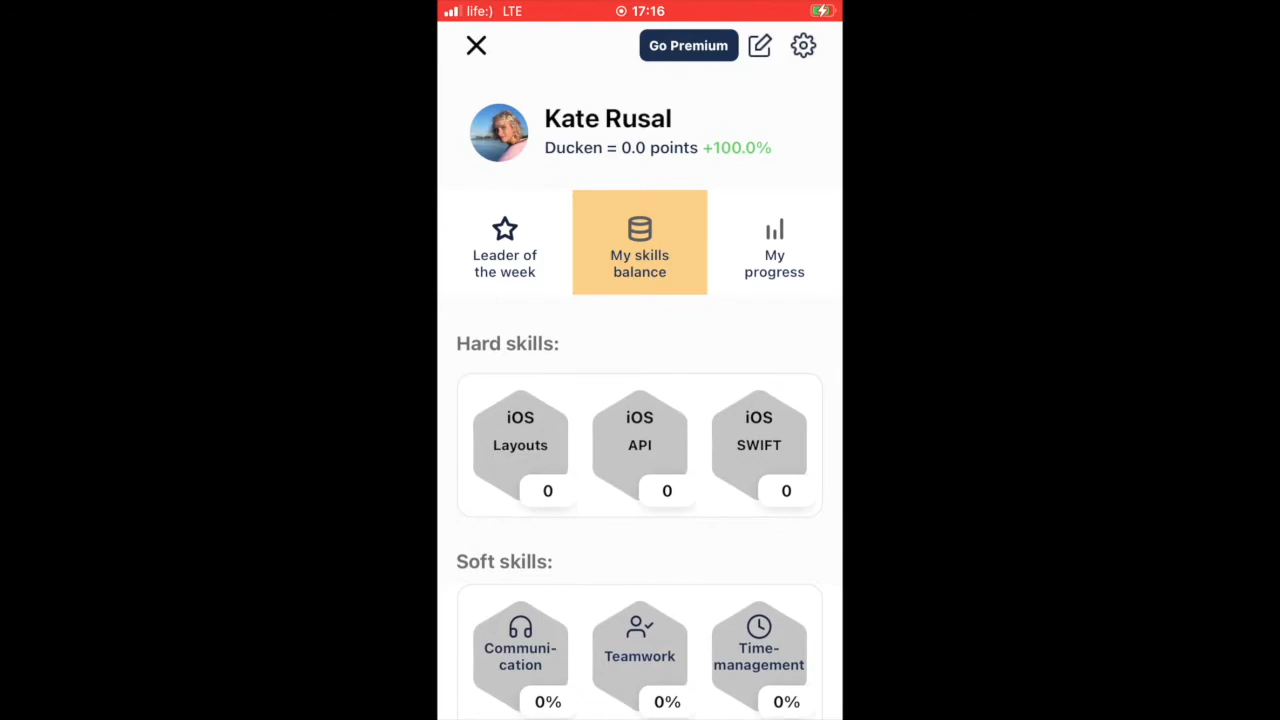 life:) LTE 17:16
Go Premium
Kate Rusal
Ducken = 0.0 points +100.0%
Leader of
the week
My skills
balance
My
progress
Hard skills:
iOS
Layouts
0
iOS
API
0
iOS
SWIFT
0
Soft skills:
Communi-
cation
0%
Teamwork
0%
Time-
management
0%